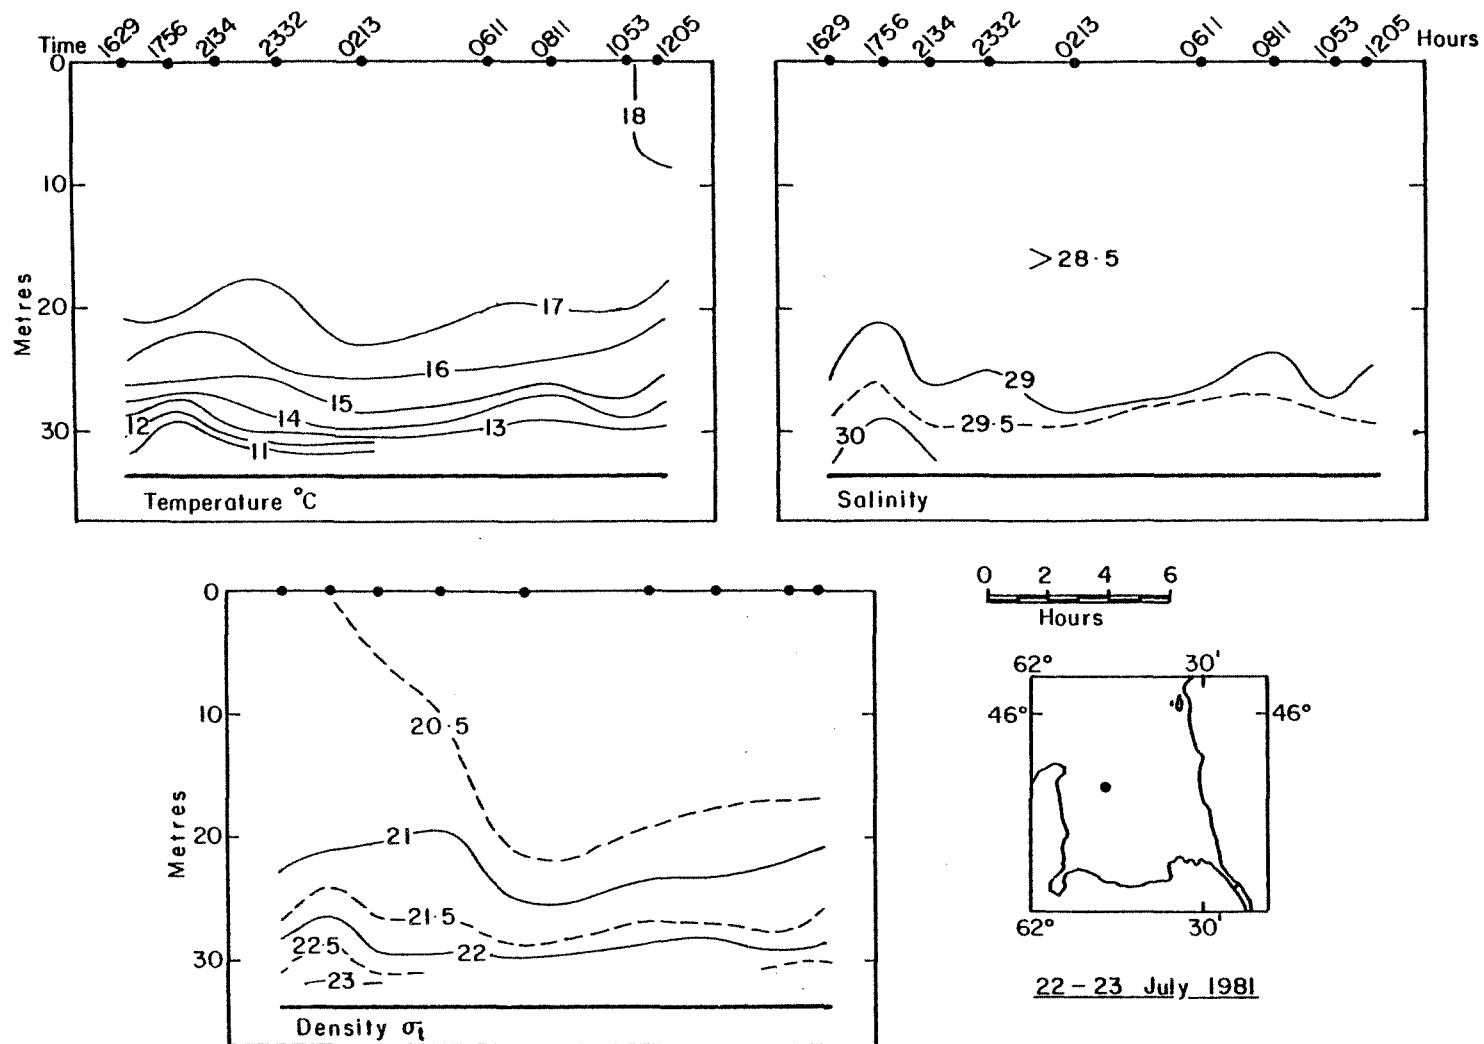 Time 1629 1756 2134 2332 0213 0611 0811 1053 1205
1629 1756 2134 2332 0213 0611 0811 1053 1205 Hours
0
10
20
30
Metres
18
17
16
15
14
13
12
11
Temperature °C
>28·5
29
29·5
30
Salinity
0
10
20
30
Metres
20·5
21
21·5
22
22·5
23
Density σt
0 2 4 6
Hours
62° 30'
46° 46°
62° 30'
22-23 July 1981